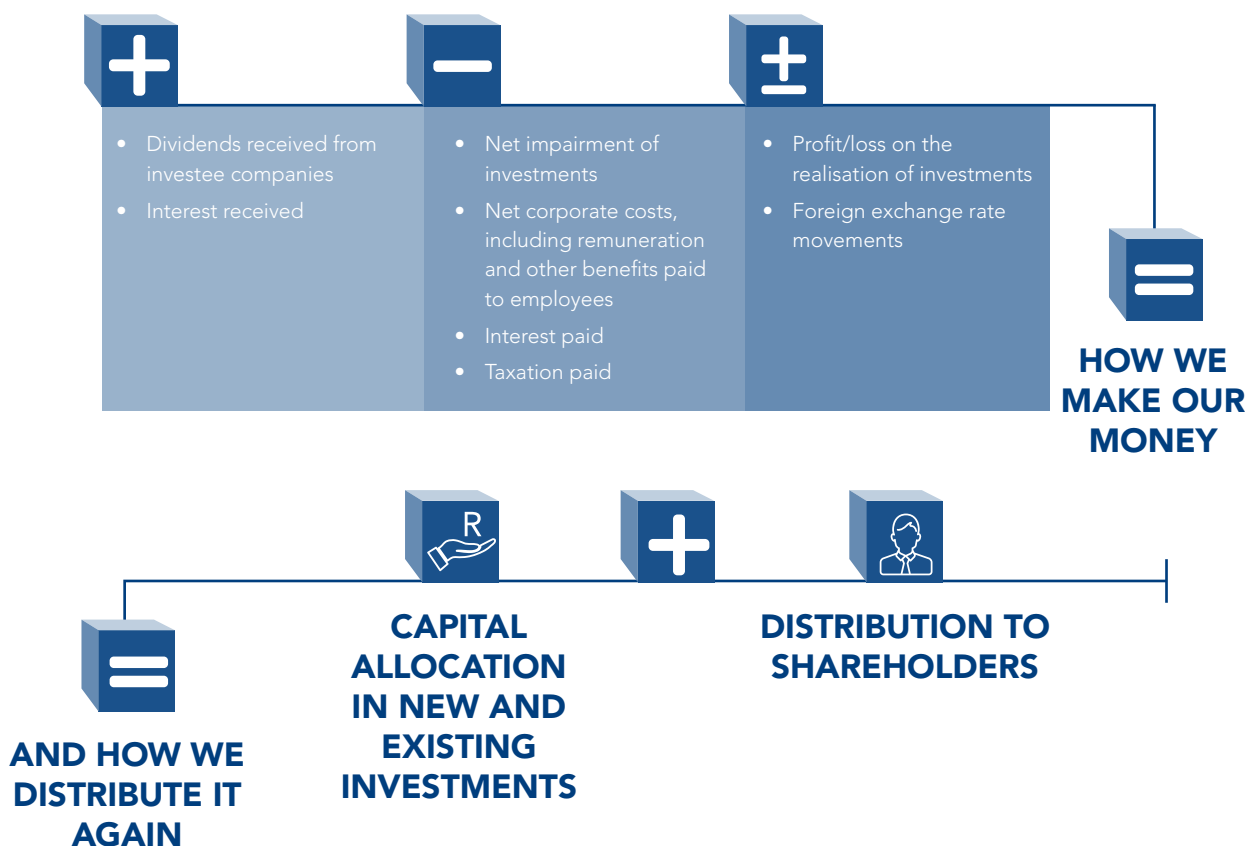 • Dividends received from
investee companies
• Interest received
• Net impairment of
investments
• Net corporate costs,
including remuneration
and other benefits paid
to employees
• Interest paid
• Taxation paid
• Profit/loss on the
realisation of investments
• Foreign exchange rate
movements
HOW WE
MAKE OUR
MONEY
R
CAPITAL
ALLOCATION
IN NEW AND
EXISTING
INVESTMENTS
DISTRIBUTION TO
SHAREHOLDERS
AND HOW WE
DISTRIBUTE IT
AGAIN